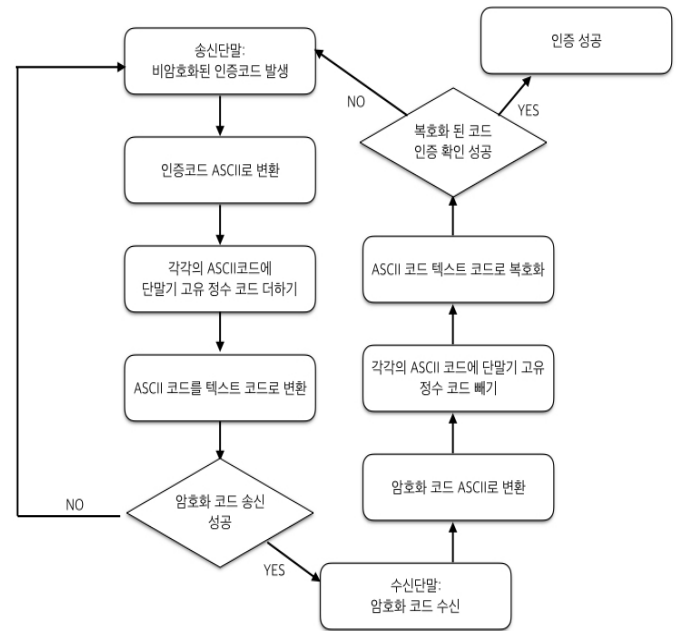 송신단말:
비암호화된 인증코드 발생
인증코드 ASCII로 변환
각각의 ASCII코드에
단말기 고유 정수 코드 더하기
ASCII 코드를 텍스트 코드로 변환
암호화 코드 송신
성공
NO
YES
수신단말:
암호화 코드 수신
암호화 코드 ASCII로 변환
각각의 ASCII 코드에 단말기 고유
정수 코드 빼기
ASCII 코드 텍스트 코드로 복호화
복호화 된 코드
인증 확인 성공
NO
YES
인증 성공